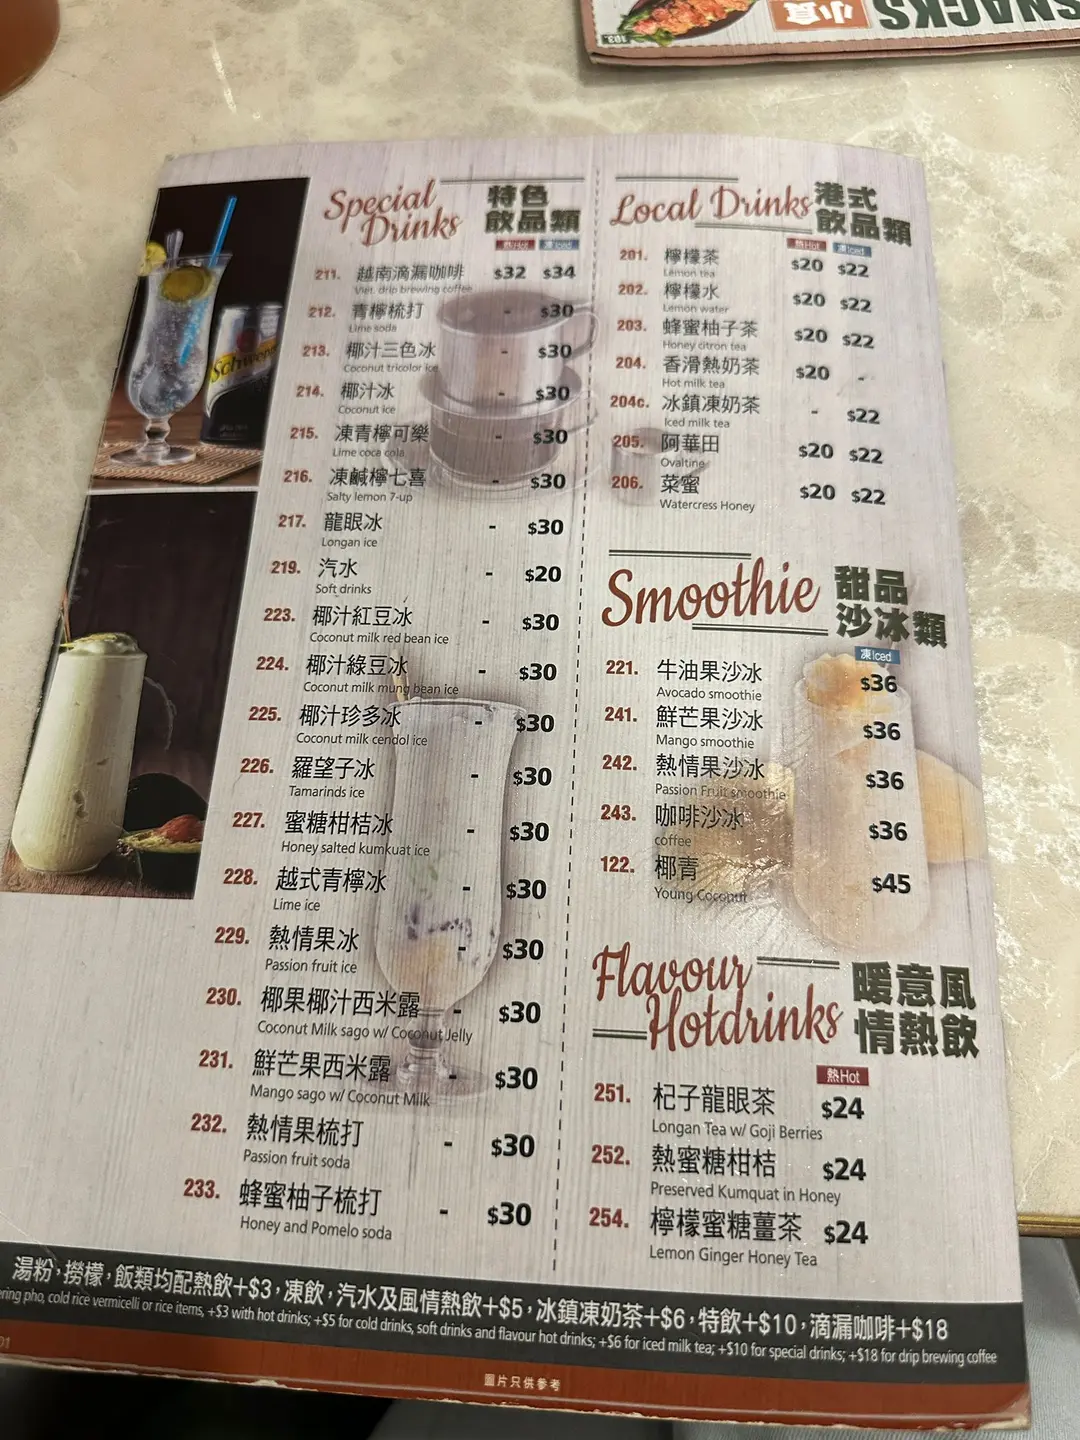 SNACKS
小食
103
Schwepp
Special
Drinks
特色
飲品類
熱Hot 凍Iced
211. 越南滴漏咖啡 $32 $34
Viet. drip brewing coffee
212. 青檸梳打 - $30
Lime soda
213. 椰汁三色冰 - $30
Coconut tricolor ice
214. 椰汁冰 - $30
Coconut ice
215. 凍青檸可樂 - $30
Lime coca cola
216. 凍鹹檸七喜 - $30
Salty lemon 7-up
217. 龍眼冰 - $30
Longan ice
219. 汽水 - $20
Soft drinks
223. 椰汁紅豆冰 - $30
Coconut milk red bean ice
224. 椰汁綠豆冰 - $30
Coconut milk mung bean ice
225. 椰汁珍多冰 - $30
Coconut milk cendol ice
226. 羅望子冰 - $30
Tamarinds ice
227. 蜜糖柑桔冰 - $30
Honey salted kumkuat ice
228. 越式青檸冰 - $30
Lime ice
229. 熱情果冰 - $30
Passion fruit ice
230. 椰果椰汁西米露 - $30
Coconut Milk sago w/ Coconut Jelly
231. 鮮芒果西米露 - $30
Mango sago w/ Coconut Milk
232. 熱情果梳打 - $30
Passion fruit soda
233. 蜂蜜柚子梳打 - $30
Honey and Pomelo soda
Local Drinks
港式
飲品類
熱Hot 凍Iced
201. 檸檬茶 $20 $22
Lemon tea
202. 檸檬水 $20 $22
Lemon water
203. 蜂蜜柚子茶 $20 $22
Honey citron tea
204. 香滑熱奶茶 $20 -
Hot milk tea
204c. 冰鎮凍奶茶 - $22
Iced milk tea
205. 阿華田 $20 $22
Ovaltine
206. 菜蜜 $20 $22
Watercress Honey
Smoothie
甜品
沙冰類
凍Iced
221. 牛油果沙冰 $36
Avocado smoothie
241. 鮮芒果沙冰 $36
Mango smoothie
242. 熱情果沙冰 $36
Passion Fruit smoothie
243. 咖啡沙冰 $36
coffee
122. 椰青 $45
Young Coconut
Flavour
Hotdrinks
暖意風
情熱飲
熱Hot
251. 杞子龍眼茶 $24
Longan Tea w/ Goji Berries
252. 熱蜜糖柑桔 $24
Preserved Kumquat in Honey
254. 檸檬蜜糖薑茶 $24
Lemon Ginger Honey Tea
湯粉，撈檬，飯類均配熱飲+$3，凍飲，汽水及風情熱飲+$5，冰鎮凍奶茶+$6，特飲+$10，滴漏咖啡+$18
ering pho, cold rice vermicelli or rice items, +$3 with hot drinks; +$5 for cold drinks, soft drinks and flavour hot drinks; +$6 for iced milk tea; +$10 for special drinks; +$18 for drip brewing coffee
01
圖片只供參考